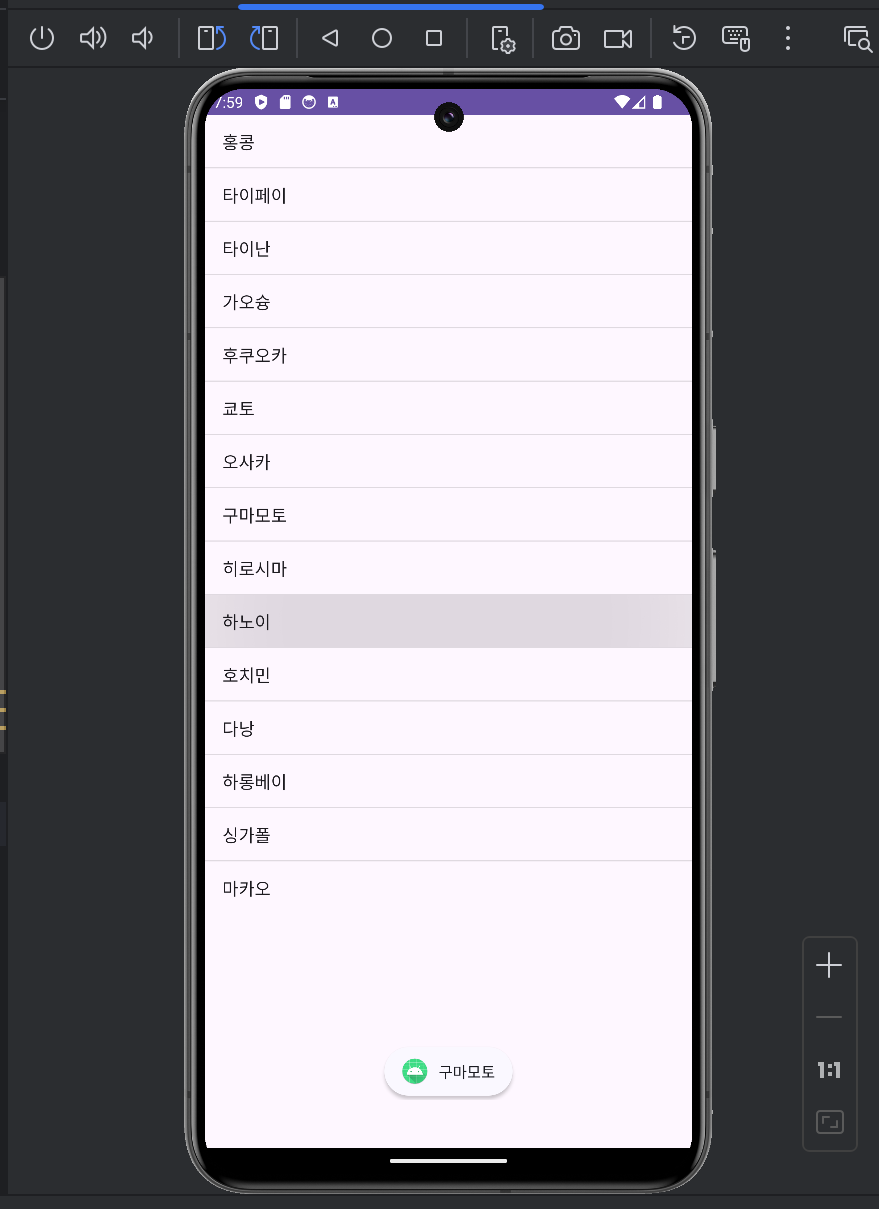 7:59
홍콩
타이페이
타이난
가오슝
후쿠오카
쿄토
오사카
구마모토
히로시마
하노이
호치민
다낭
하롱베이
싱가폴
마카오
구마모토
1:1